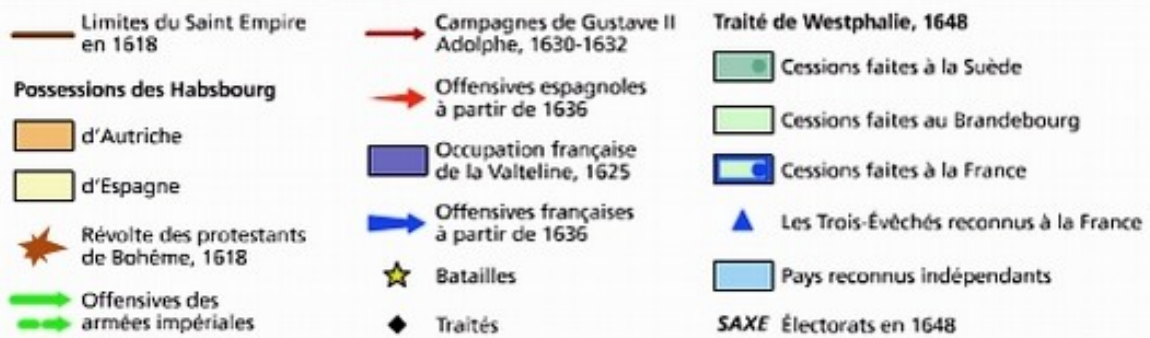 Limites du Saint Empire
en 1618
Possessions des Habsbourg
d'Autriche
d'Espagne
Révolte des protestants
de Bohême, 1618
Offensives des
armées impériales
Campagnes de Gustave II
Adolphe, 1630-1632
Offensives espagnoles
à partir de 1636
Occupation française
de la Valteline, 1625
Offensives françaises
à partir de 1636
Batailles
Traités
Traité de Westphalie, 1648
Cessions faites à la Suède
Cessions faites au Brandebourg
Cessions faites à la France
Les Trois-Évêchés reconnus à la France
Pays reconnus indépendants
SAXE Électorats en 1648